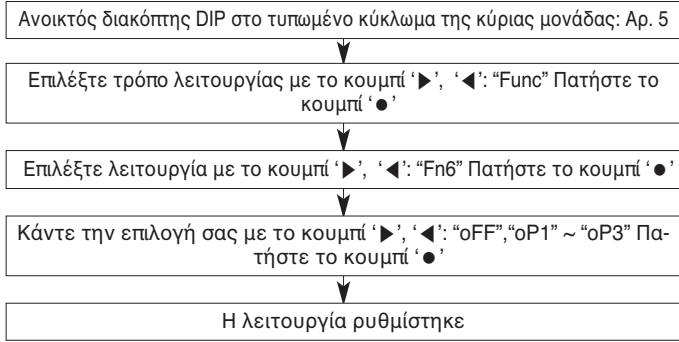 Ανοικτός διακόπτης DIP στο τυπωμένο κύκλωμα της κύριας μονάδας: Αρ. 5
Επιλέξτε τρόπο λειτουργίας με το κουμπί ‘▶’, ‘◀’: “Func” Πατήστε το
κουμπί ‘●’
Επιλέξτε λειτουργία με το κουμπί ‘▶’, ‘◀’: “Fn6” Πατήστε το κουμπί ‘●’
Κάντε την επιλογή σας με το κουμπί ‘▶’, ‘◀’: “oFF”,“oP1” ~ “oP3” Πα-
τήστε το κουμπί ‘●’
Η λειτουργία ρυθμίστηκε